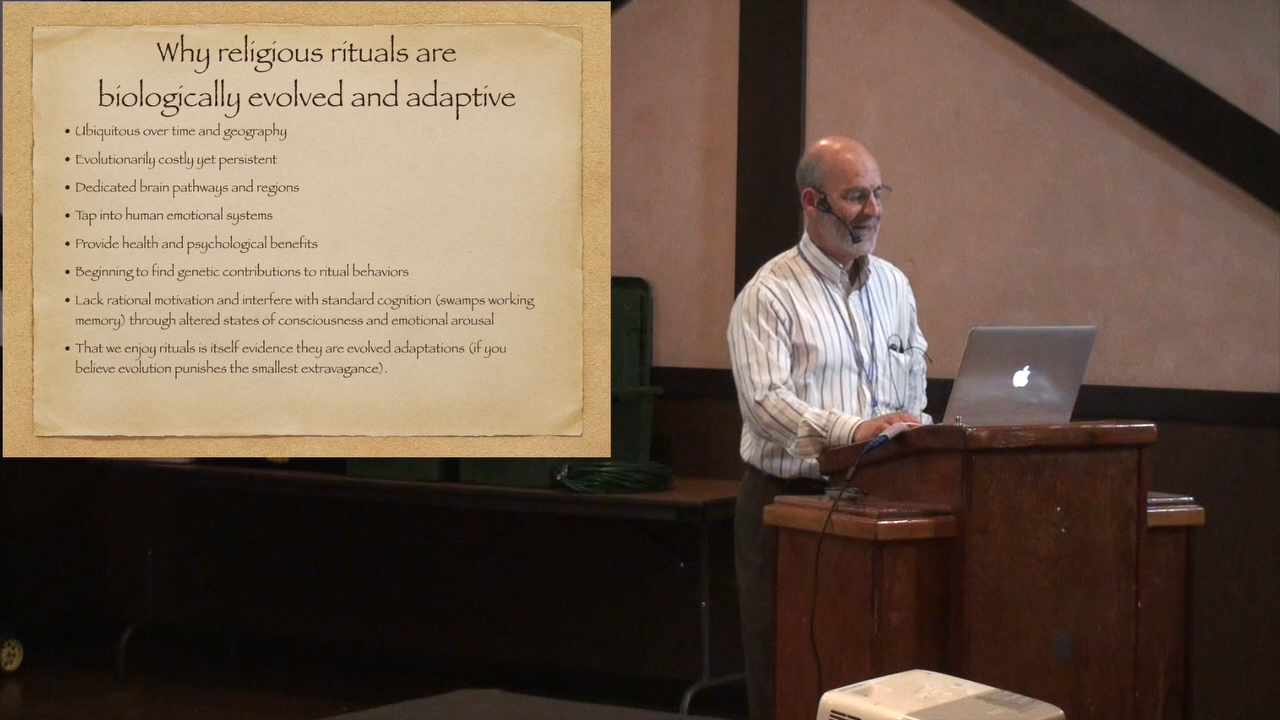 Why religious rituals are
biologically evolved and adaptive
• Ubiquitous over time and geography
• Evolutionarily costly yet persistent
• Dedicated brain pathways and regions
• Tap into human emotional systems
• Provide health and psychological benefits
• Beginning to find genetic contributions to ritual behaviors
• Lack rational motivation and interfere with standard cognition (swamps working
memory) through altered states of consciousness and emotional arousal
• That we enjoy rituals is itself evidence they are evolved adaptations (if you
believe evolution punishes the smallest extravagance).